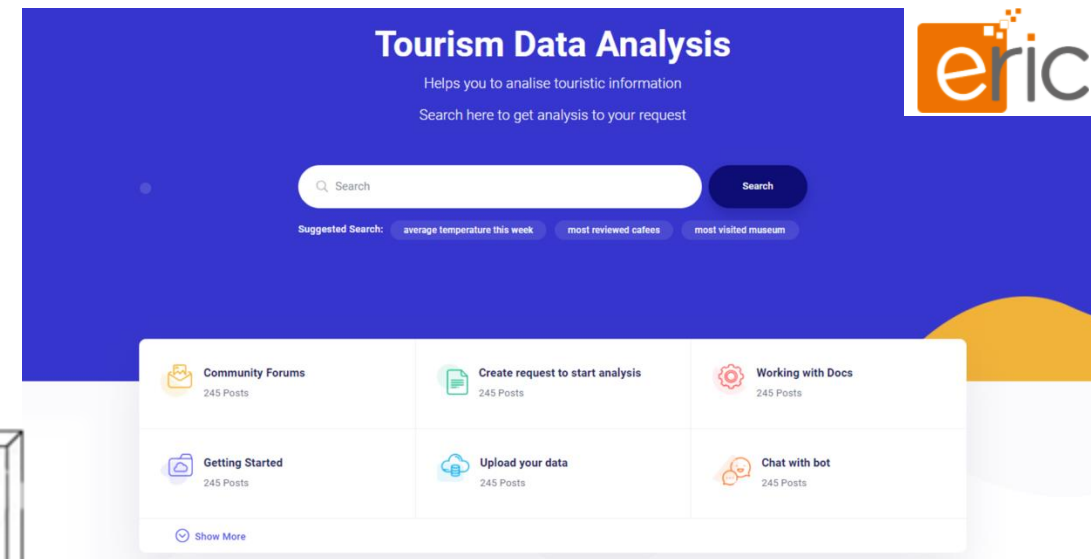 Tourism Data Analysis
eric
Helps you to analise touristic information
Search here to get analysis to your request
Search
Search
Suggested Search: average temperature this week most reviewed cafees most visited museum
Community Forums
245 Posts
Create request to start analysis
245 Posts
Working with Docs
245 Posts
Getting Started
245 Posts
Upload your data
245 Posts
Chat with bot
245 Posts
Show More